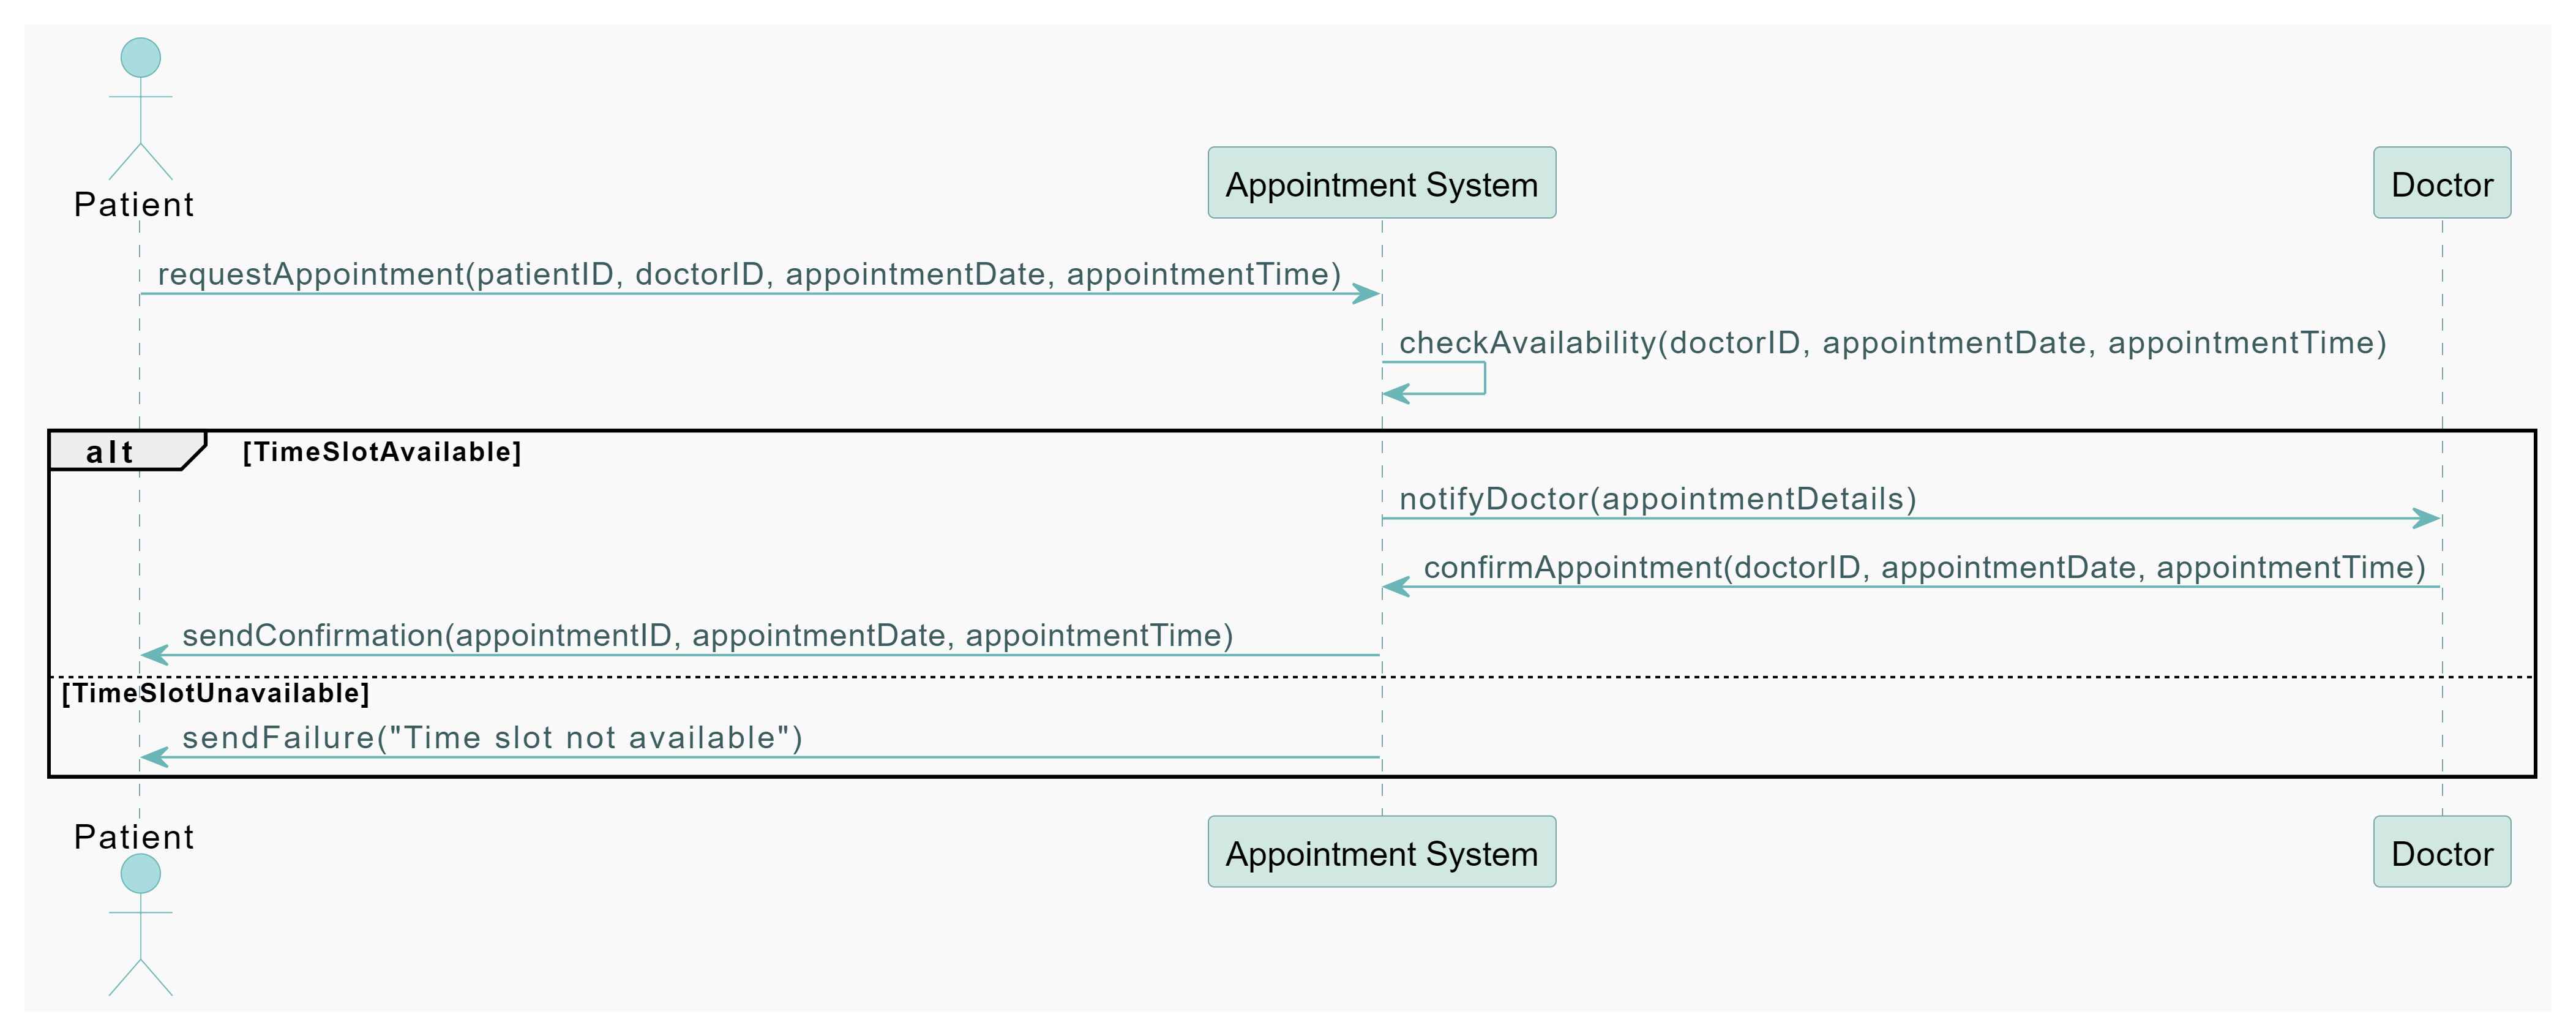 Patient
Appointment System
Doctor
requestAppointment(patientID, doctorID, appointmentDate, appointmentTime)
checkAvailability(doctorID, appointmentDate, appointmentTime)
alt
[TimeSlotAvailable]
notifyDoctor(appointmentDetails)
confirmAppointment(doctorID, appointmentDate, appointmentTime)
sendConfirmation(appointmentID, appointmentDate, appointmentTime)
[TimeSlotUnavailable]
sendFailure("Time slot not available")
Patient
Appointment System
Doctor